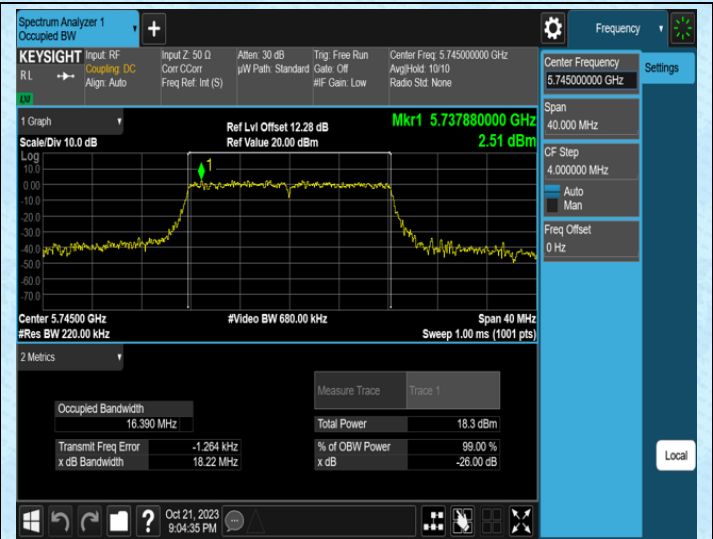 Spectrum Analyzer 1
Occupied BW
Frequency
KEYSIGHT
RL
LXI
Input: RF
Coupling: DC
Align: Auto
Input Z: 50 Ω
Corr CCorr
Freq Ref: Int (S)
Atten: 30 dB
µW Path: Standard
Trig: Free Run
Gate: Off
#IF Gain: Low
Center Freq: 5.745000000 GHz
Avg|Hold: 10/10
Radio Std: None
Center Frequency
5.745000000 GHz
Settings
Span
40.000 MHz
CF Step
4.000000 MHz
Auto
Man
Freq Offset
0 Hz
Local
1 Graph
Scale/Div 10.0 dB
Ref Lvl Offset 12.28 dB
Ref Value 20.00 dBm
Mkr1 5.737880000 GHz
2.51 dBm
Log
10.0
0.00
-10.0
-20.0
-30.0
-40.0
-50.0
-60.0
-70.0
1
Center 5.74500 GHz
#Res BW 220.00 kHz
#Video BW 680.00 kHz
Span 40 MHz
Sweep 1.00 ms (1001 pts)
2 Metrics
Measure Trace Trace 1
Occupied Bandwidth
16.390 MHz
Total Power 18.3 dBm
Transmit Freq Error -1.264 kHz
% of OBW Power 99.00 %
x dB Bandwidth 18.22 MHz
x dB -26.00 dB
?
Oct 21, 2023
9:04:35 PM